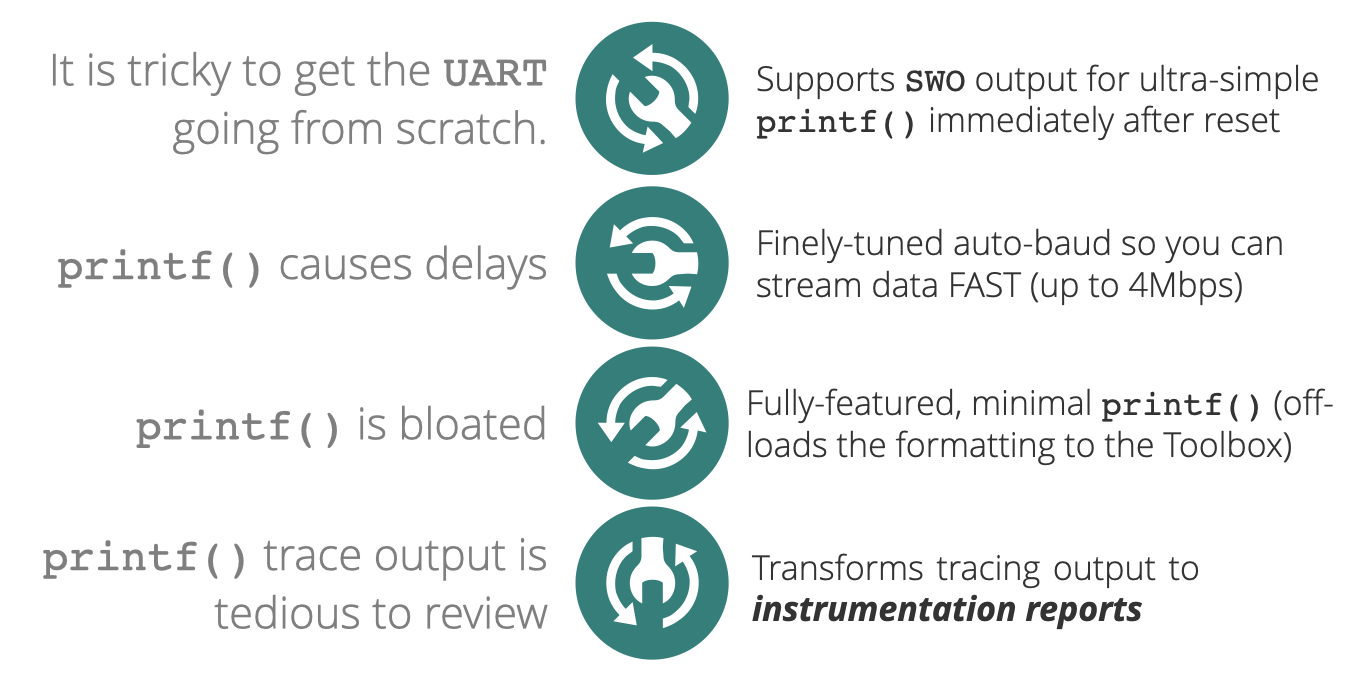 It is tricky to get the UART
going from scratch.
Supports SWO output for ultra-simple
printf() immediately after reset
printf() causes delays
Finely-tuned auto-baud so you can
stream data FAST (up to 4Mbps)
printf() is bloated
Fully-featured, minimal printf() (off-
loads the formatting to the Toolbox)
printf() trace output is
tedious to review
Transforms tracing output to
instrumentation reports